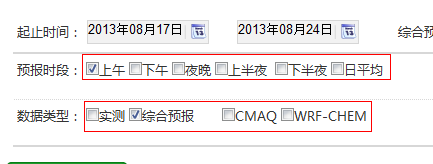 起止时间： 2013年08月17日 2013年08月24日 综合预
预报时段： 上午 下午 夜晚 上半夜 下半夜 日平均
数据类型： 实测 综合预报 CMAQ WRF-CHEM